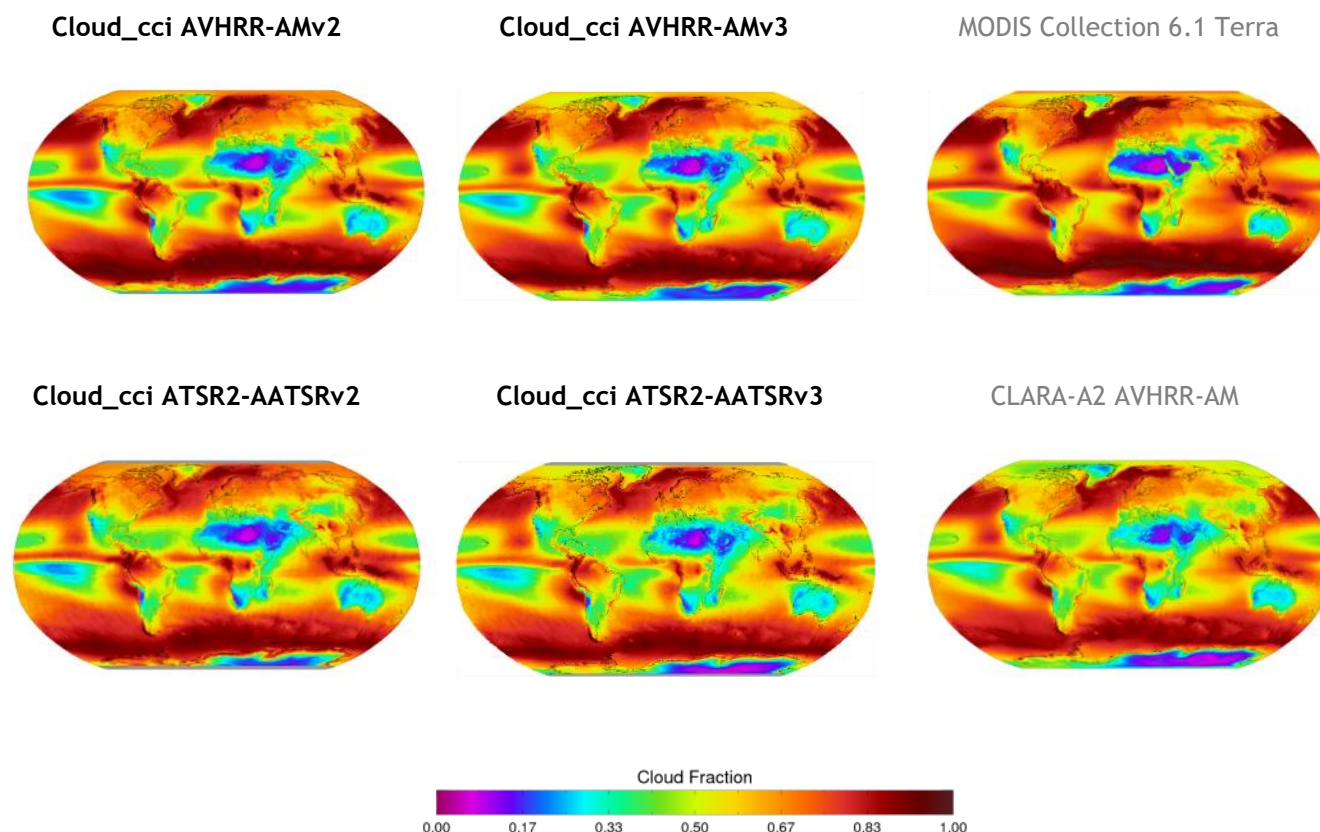 Cloud_cci AVHRR-AMv2 Cloud_cci AVHRR-AMv3 MODIS Collection 6.1 Terra
Cloud_cci ATSR2-AATSRv2 Cloud_cci ATSR2-AATSRv3 CLARA-A2 AVHRR-AM
Cloud Fraction
0.00 0.17 0.33 0.50 0.67 0.83 1.00